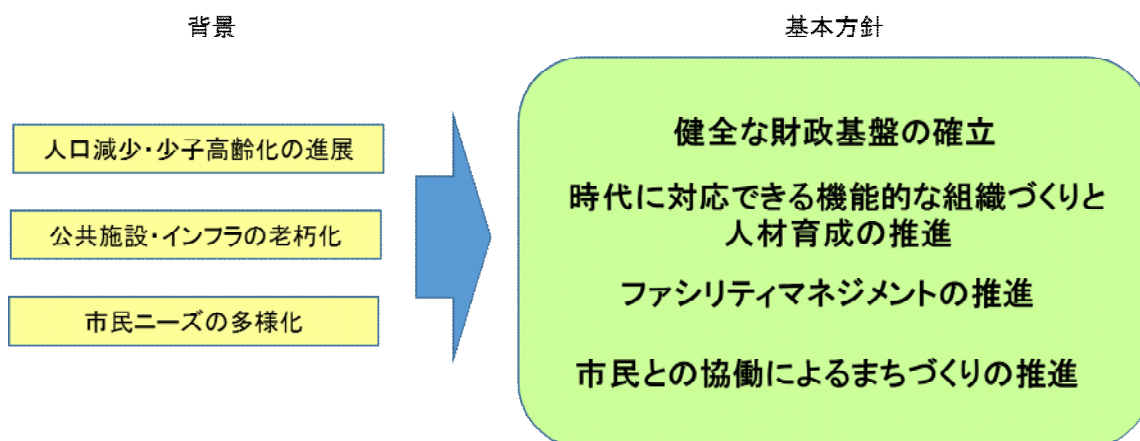 背景
人口減少・少子高齢化の進展
公共施設・インフラの老朽化
市民ニーズの多様化
基本方針
健全な財政基盤の確立
時代に対応できる機能的な組織づくりと
人材育成の推進
ファシリティマネジメントの推進
市民との協働によるまちづくりの推進